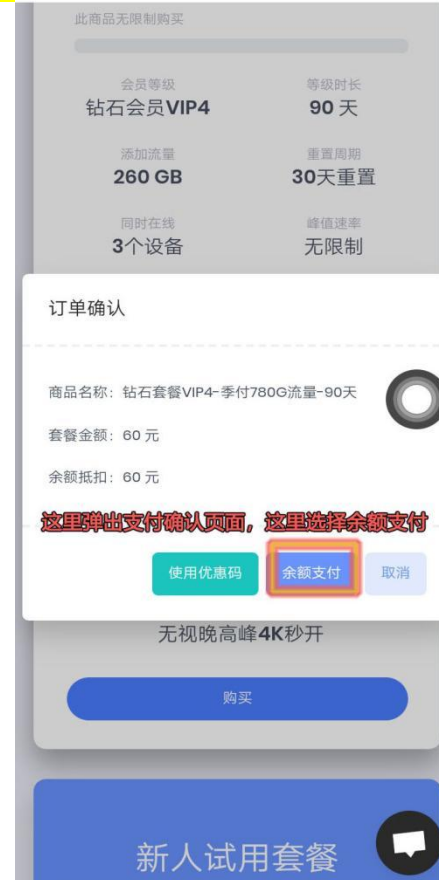 此商品无限制购买
会员等级 等级时长
钻石会员VIP4 90 天
添加流量 重置周期
260 GB 30天重置
同时在线 峰值速率
3个设备 无限制
订单确认
商品名称：钻石套餐VIP4-季付780G流量-90天
套餐金额：60 元
余额抵扣：60 元
这里弹出支付确认页面，这里选择余额支付
使用优惠码 余额支付 取消
无视晚高峰4K秒开
购买
新人试用套餐